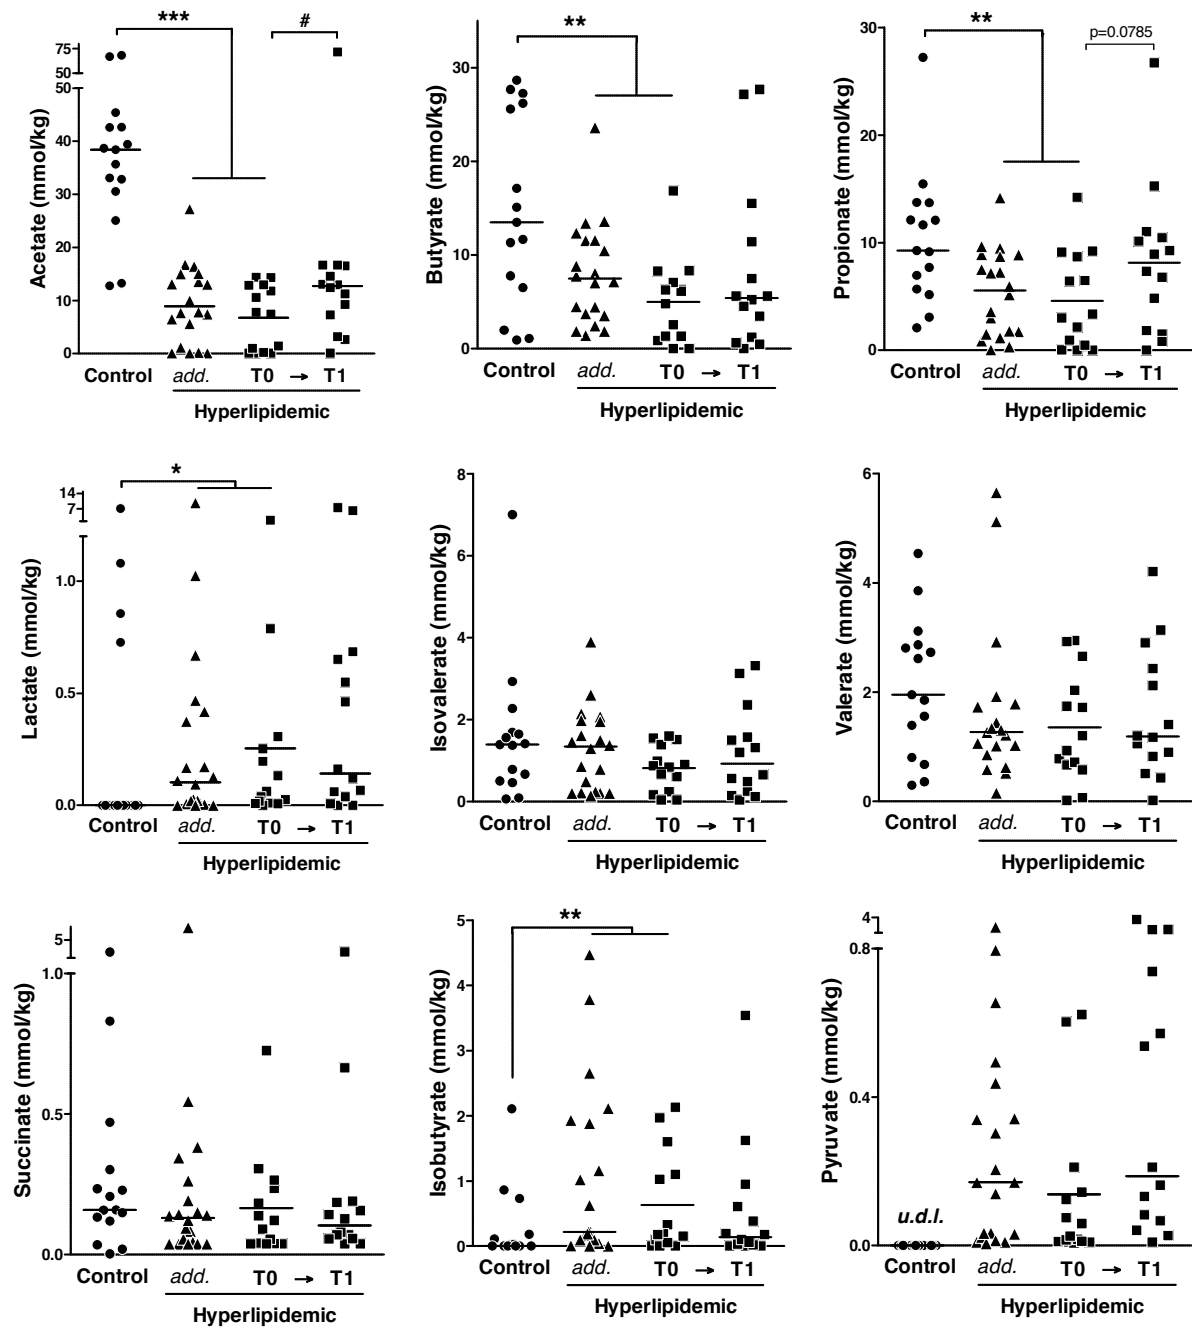 Acetate (mmol/kg)
***
#
75
50
50
40
30
20
10
0
Control add. T0 → T1
Hyperlipidemic
Butyrate (mmol/kg)
**
30
20
10
0
Control add. T0 → T1
Hyperlipidemic
Propionate (mmol/kg)
**
p=0.0785
30
20
10
0
Control add. T0 → T1
Hyperlipidemic
Lactate (mmol/kg)
*
14
7
1.0
0.5
0.0
Control add. T0 → T1
Hyperlipidemic
Isovalerate (mmol/kg)
8
6
4
2
0
Control add. T0 → T1
Hyperlipidemic
Valerate (mmol/kg)
6
4
2
0
Control add. T0 → T1
Hyperlipidemic
Succinate (mmol/kg)
5
1.0
0.5
0.0
Control add. T0 → T1
Hyperlipidemic
Isobutyrate (mmol/kg)
**
5
4
3
2
1
0
Control add. T0 → T1
Hyperlipidemic
Pyruvate (mmol/kg)
4
0.8
0.4
0.0
u.d.l.
Control add. T0 → T1
Hyperlipidemic